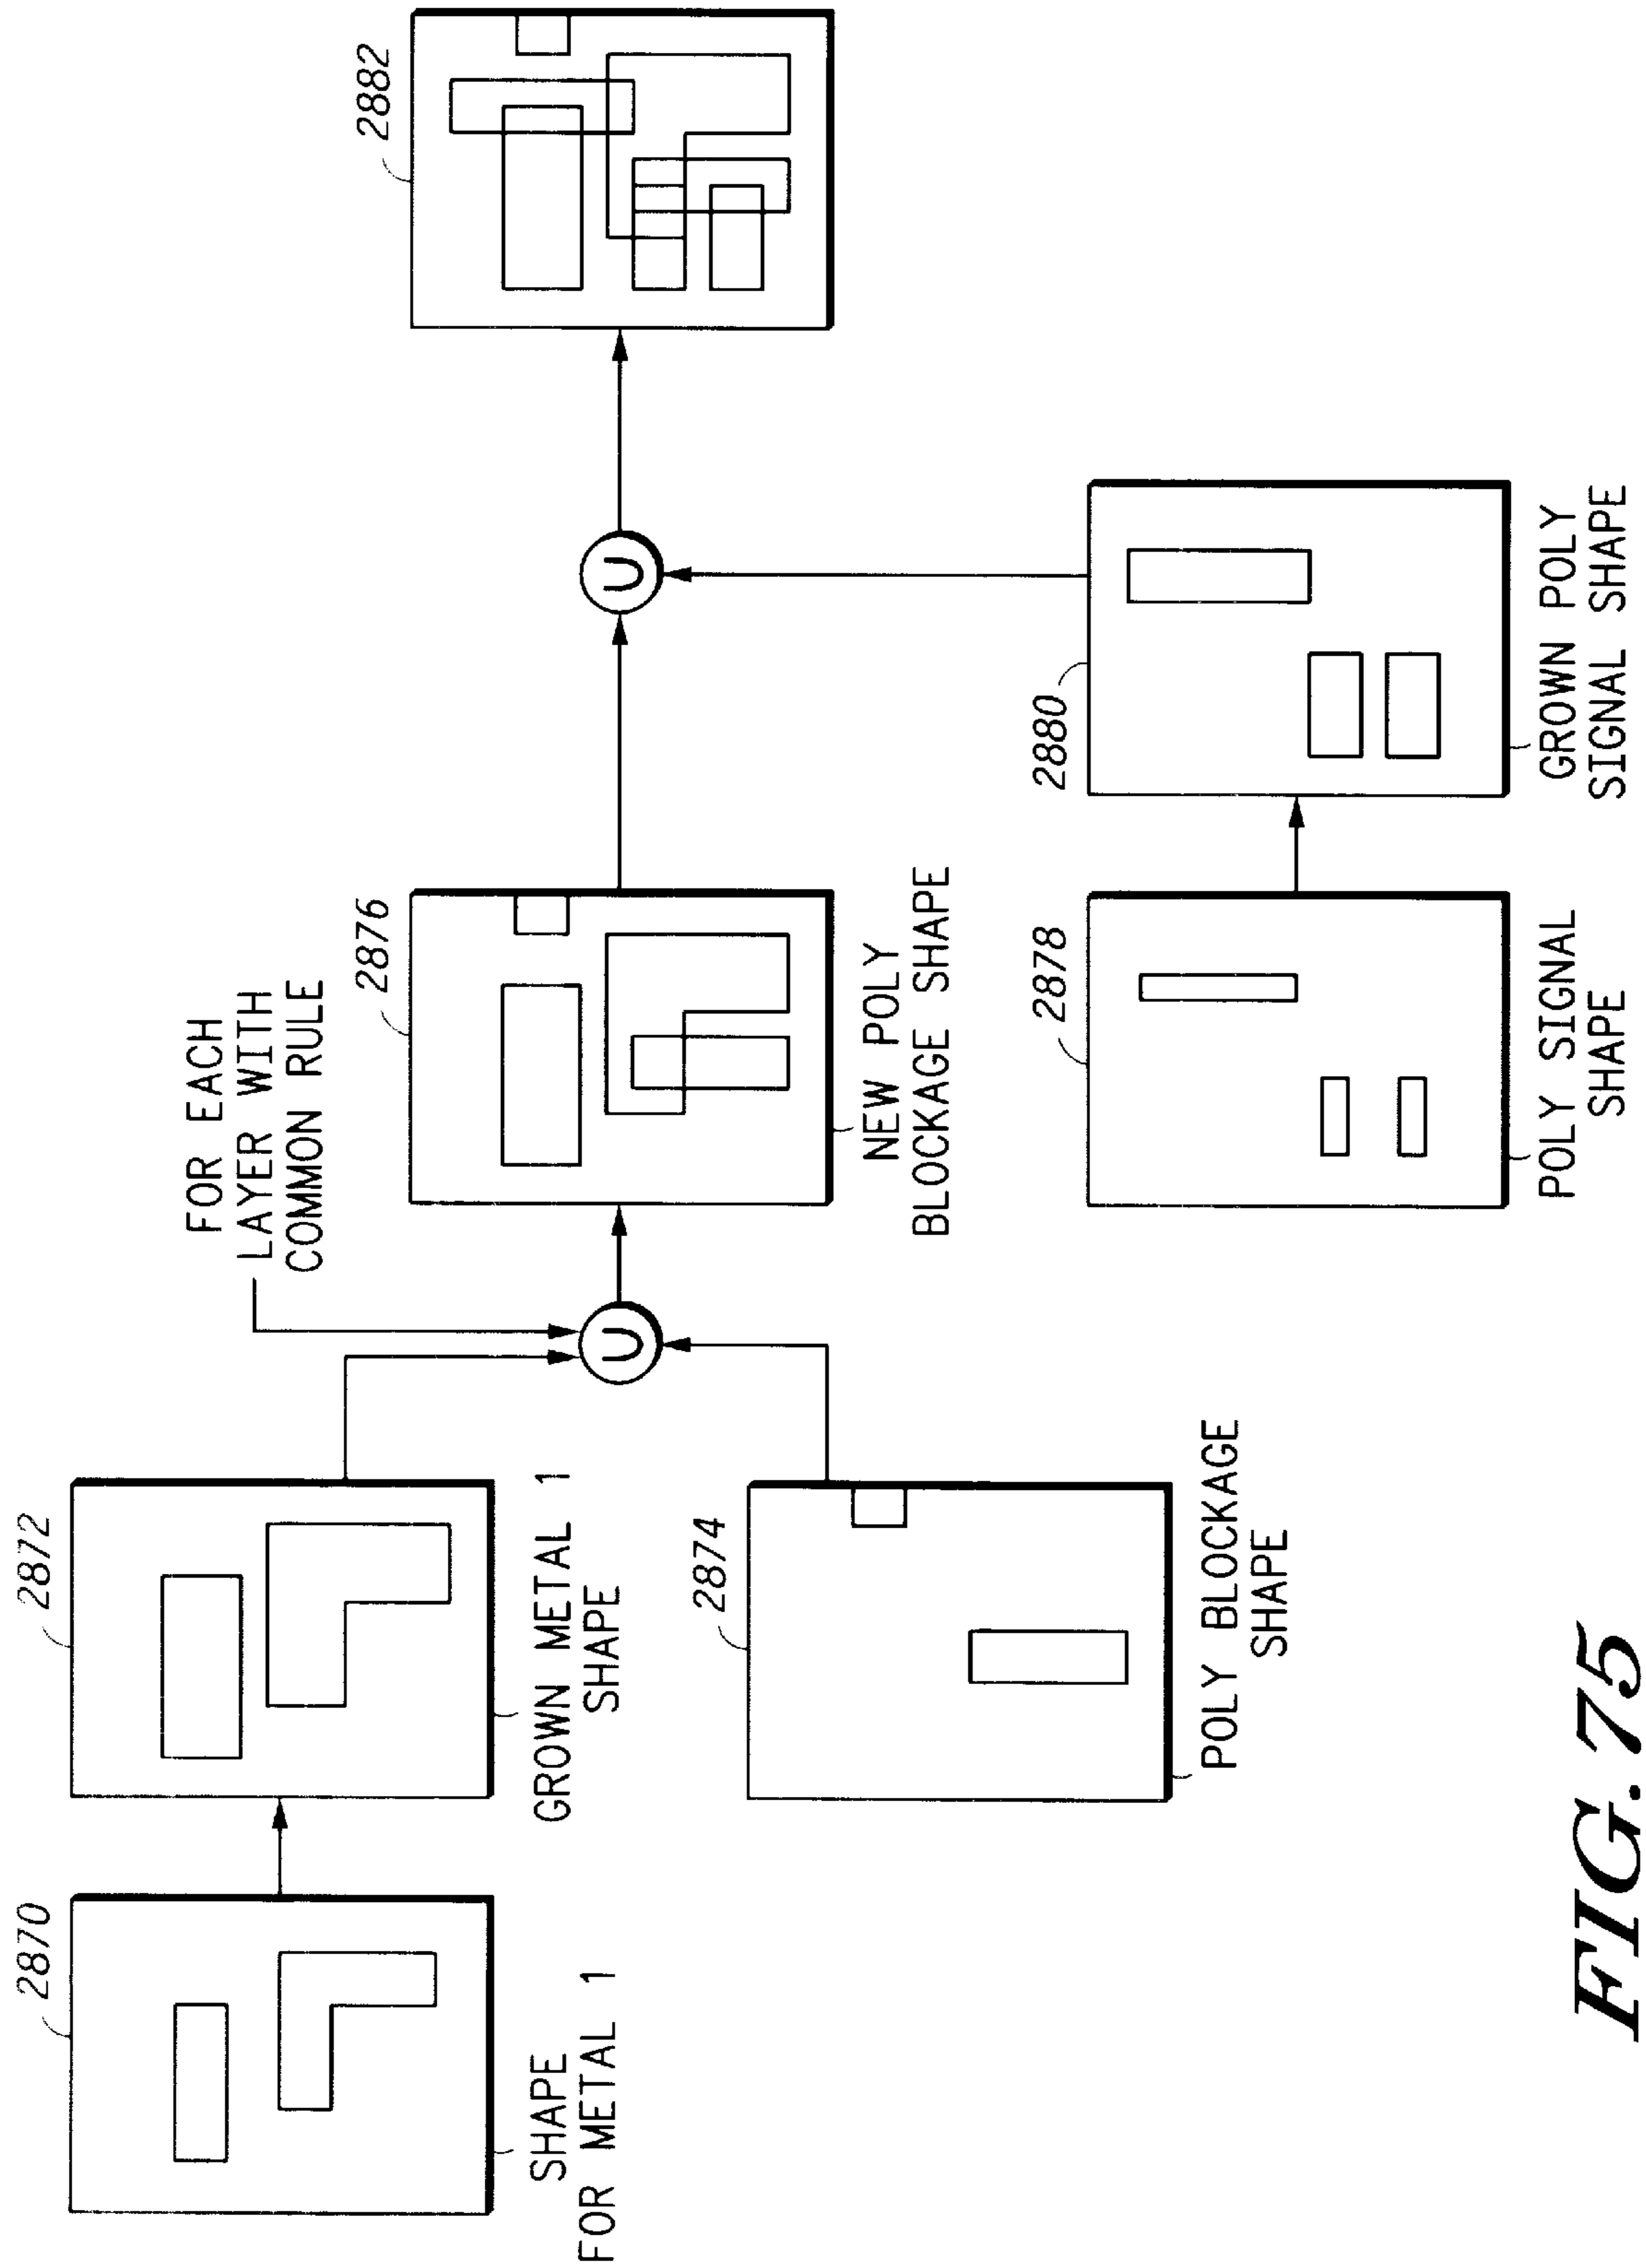 2870
SHAPE
FOR METAL 1
2872
GROWN METAL 1
SHAPE
FOR EACH
LAYER WITH
COMMON RULE
2874
POLY BLOCKAGE
SHAPE
U
2876
NEW POLY
BLOCKAGE SHAPE
2878
POLY SIGNAL
SHAPE
2880
GROWN POLY
SIGNAL SHAPE
U
2882
FIG. 75